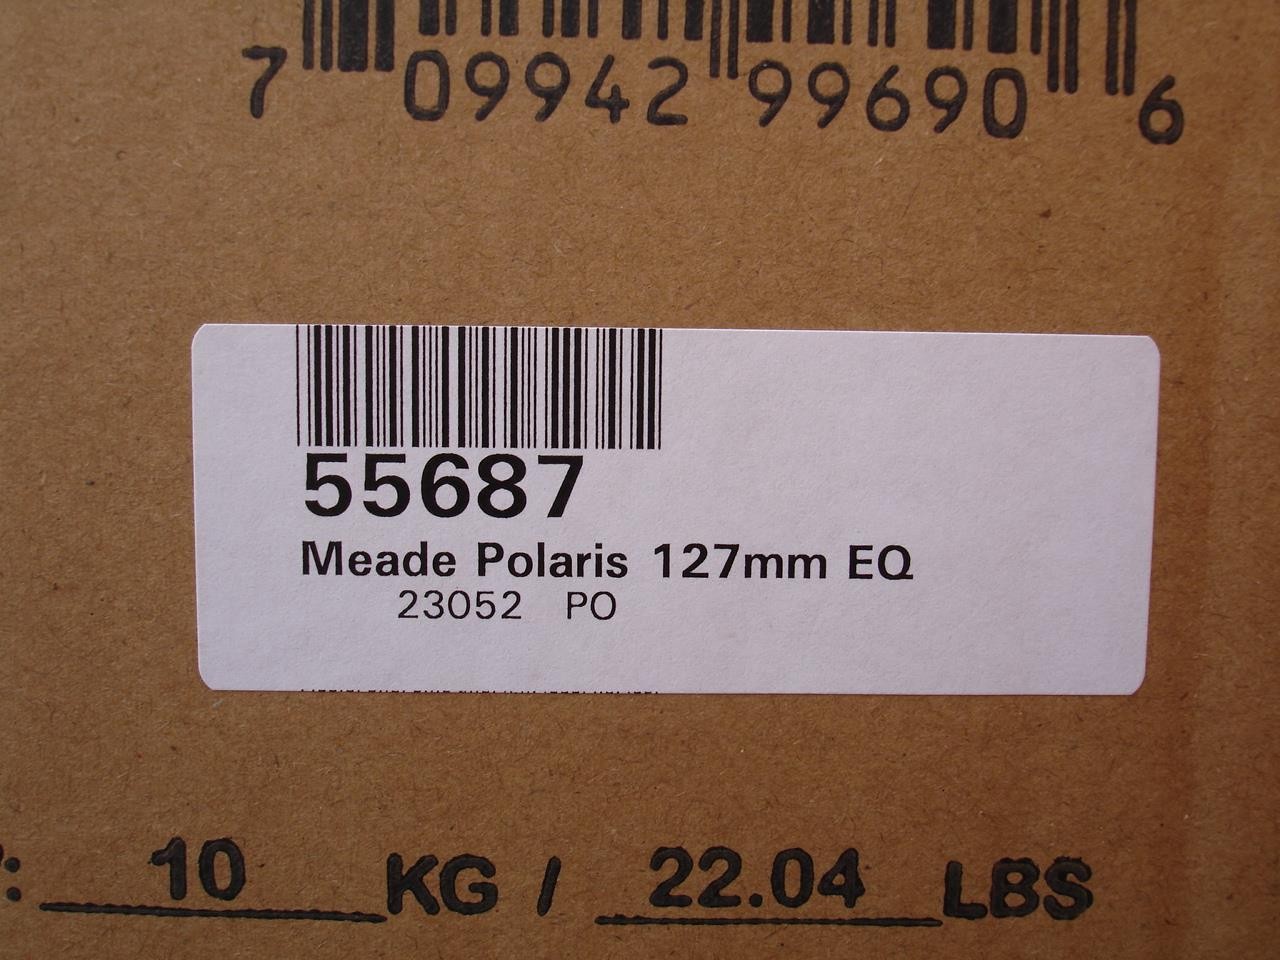 7 09942 99690 6
55687
Meade Polaris 127mm EQ
23052 PO
: 10 KG / 22.04 LBS